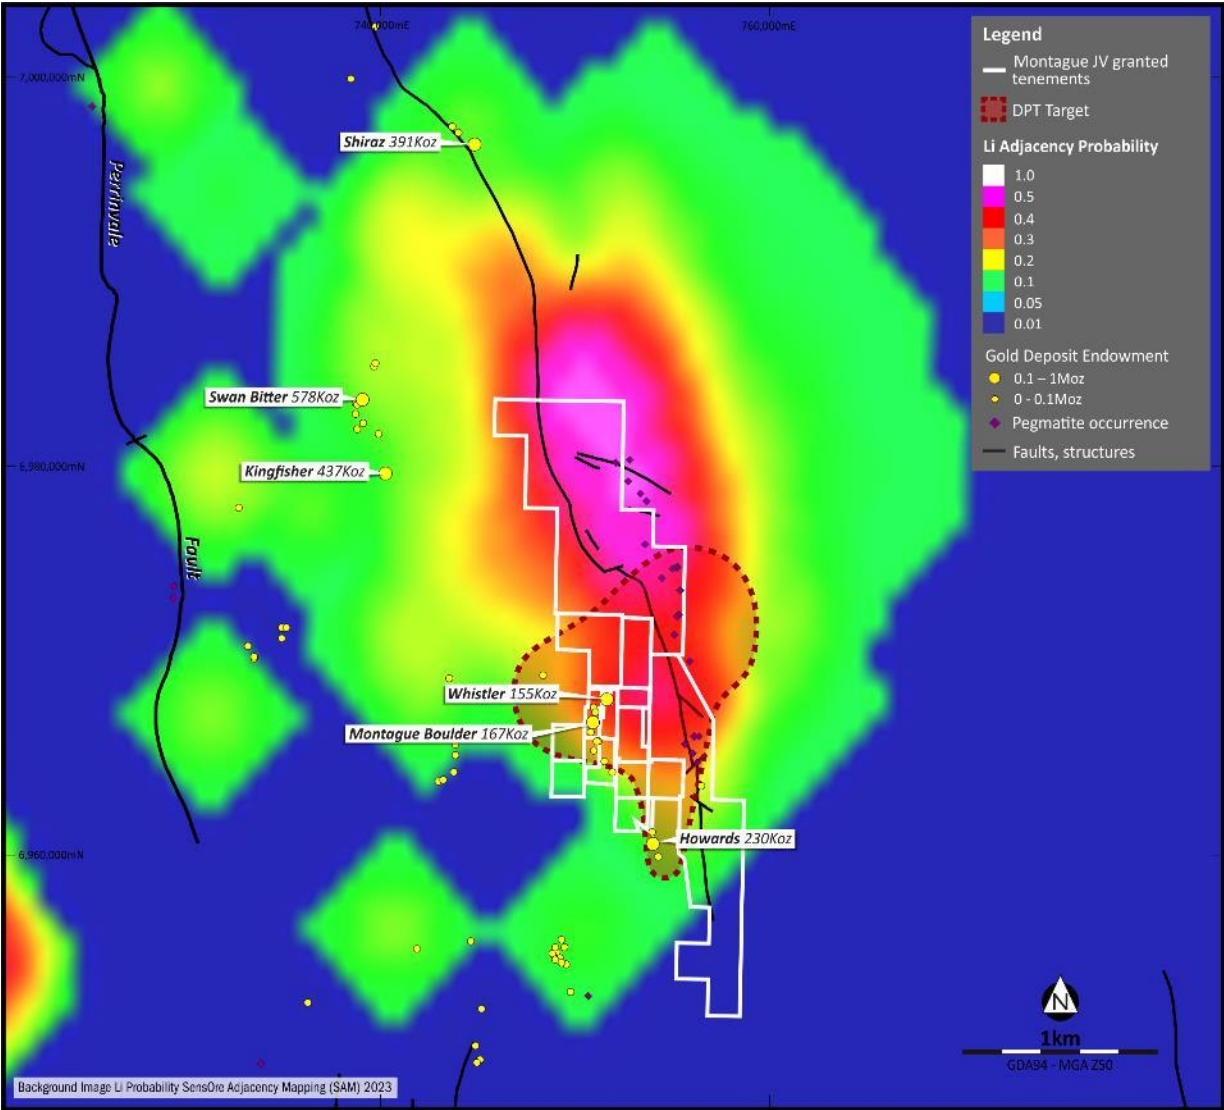 740,000mE
760,000mE
7,000,000mN
Shiraz 391Koz
Perrinvale
Swan Bitter 578Koz
6,980,000mN
Kingfisher 437Koz
Fault
Whistler 155Koz
Montague Boulder 167Koz
Howards 230Koz
6,960,000mN
Legend
Montague JV granted
tenements
DPT Target
Li Adjacency Probability
1.0
0.5
0.4
0.3
0.2
0.1
0.05
0.01
Gold Deposit Endowment
0.1 – 1Moz
0 - 0.1Moz
Pegmatite occurrence
Faults, structures
N
1km
GDA94 - MGA Z50
Background Image Li Probability SensOre Adjacency Mapping (SAM) 2023